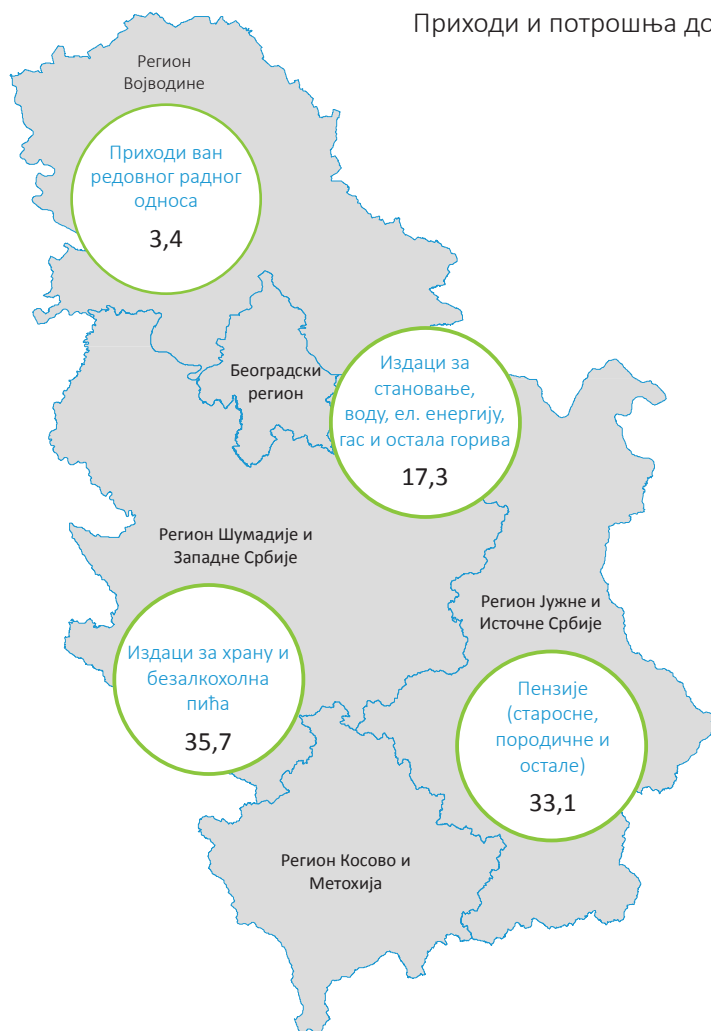 Приходи и потрошња до
Регион
Војводине
Приходи ван
редовног радног
односа
3,4
Београдски
регион
Издаци за
становање,
воду, ел. енергију,
гас и остала горива
17,3
Регион Шумадије и
Западне Србије
Регион Јужне и
Источне Србије
Издаци за храну и
безалкохолна
пића
35,7
Пензије
(старосне,
породичне и
остале)
33,1
Регион Косово и
Метохија